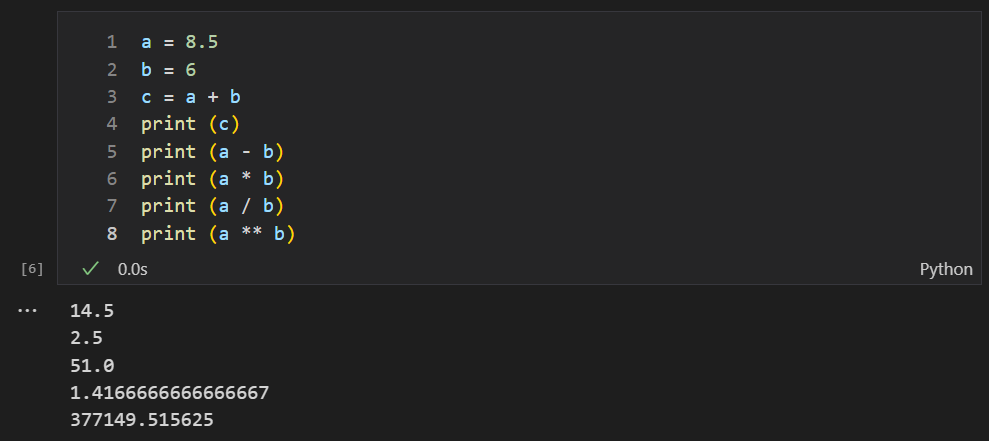 1 a = 8.5
2 b = 6
3 c = a + b
4 print (c)
5 print (a - b)
6 print (a * b)
7 print (a / b)
8 print (a ** b)
[6] ✓ 0.0s Python
... 14.5
2.5
51.0
1.4166666666666667
377149.515625